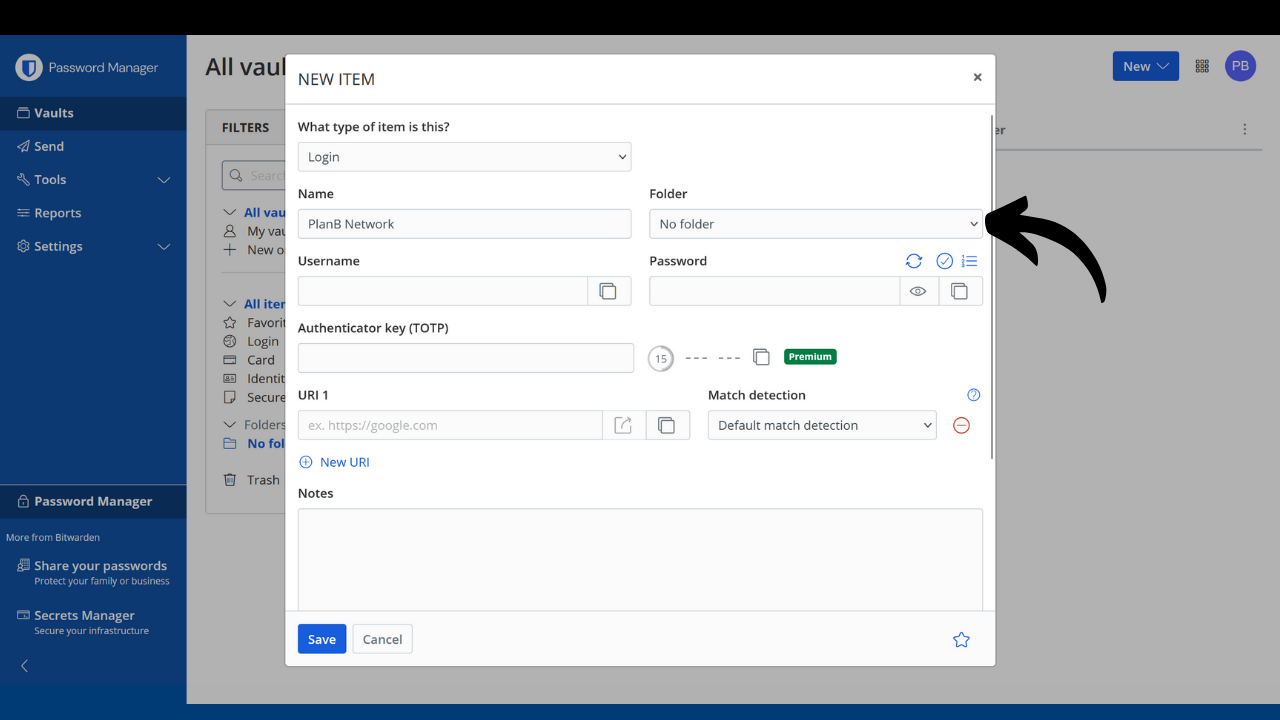 Password Manager
Vaults
Send
Tools
Reports
Settings
Password Manager
More from Bitwarden
Share your passwords
Protect your family or business
Secrets Manager
Secure your infrastructure
All vaul
New
PB
FILTERS
Searc
All vau
My vau
New o
All iter
Favorit
Login
Card
Identit
Secure
Folders
No fol
Trash
er
NEW ITEM
×
What type of item is this?
Login
Name
Folder
PlanB Network
No folder
Username
Password
Authenticator key (TOTP)
15 --- --- Premium
URI 1
Match detection
ex. https://google.com
Default match detection
New URI
Notes
Save
Cancel